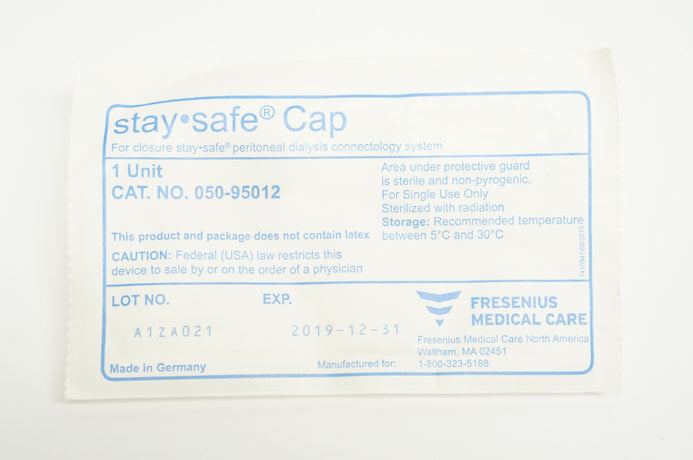 stay•safe® Cap
For closure stay•safe® peritoneal dialysis connectology system
1 Unit
CAT. NO. 050-95012
This product and package does not contain latex
CAUTION: Federal (USA) law restricts this
device to sale by or on the order of a physician
Area under protective guard
is sterile and non-pyrogenic.
For Single Use Only
Sterilized with radiation
Storage: Recommended temperature
between 5°C and 30°C
LOT NO.
A1ZA021
EXP.
2019-12-31
Made in Germany
Manufactured for:
FRESENIUS
MEDICAL CARE
Fresenius Medical Care North America
Waltham, MA 02451
1-800-323-5188